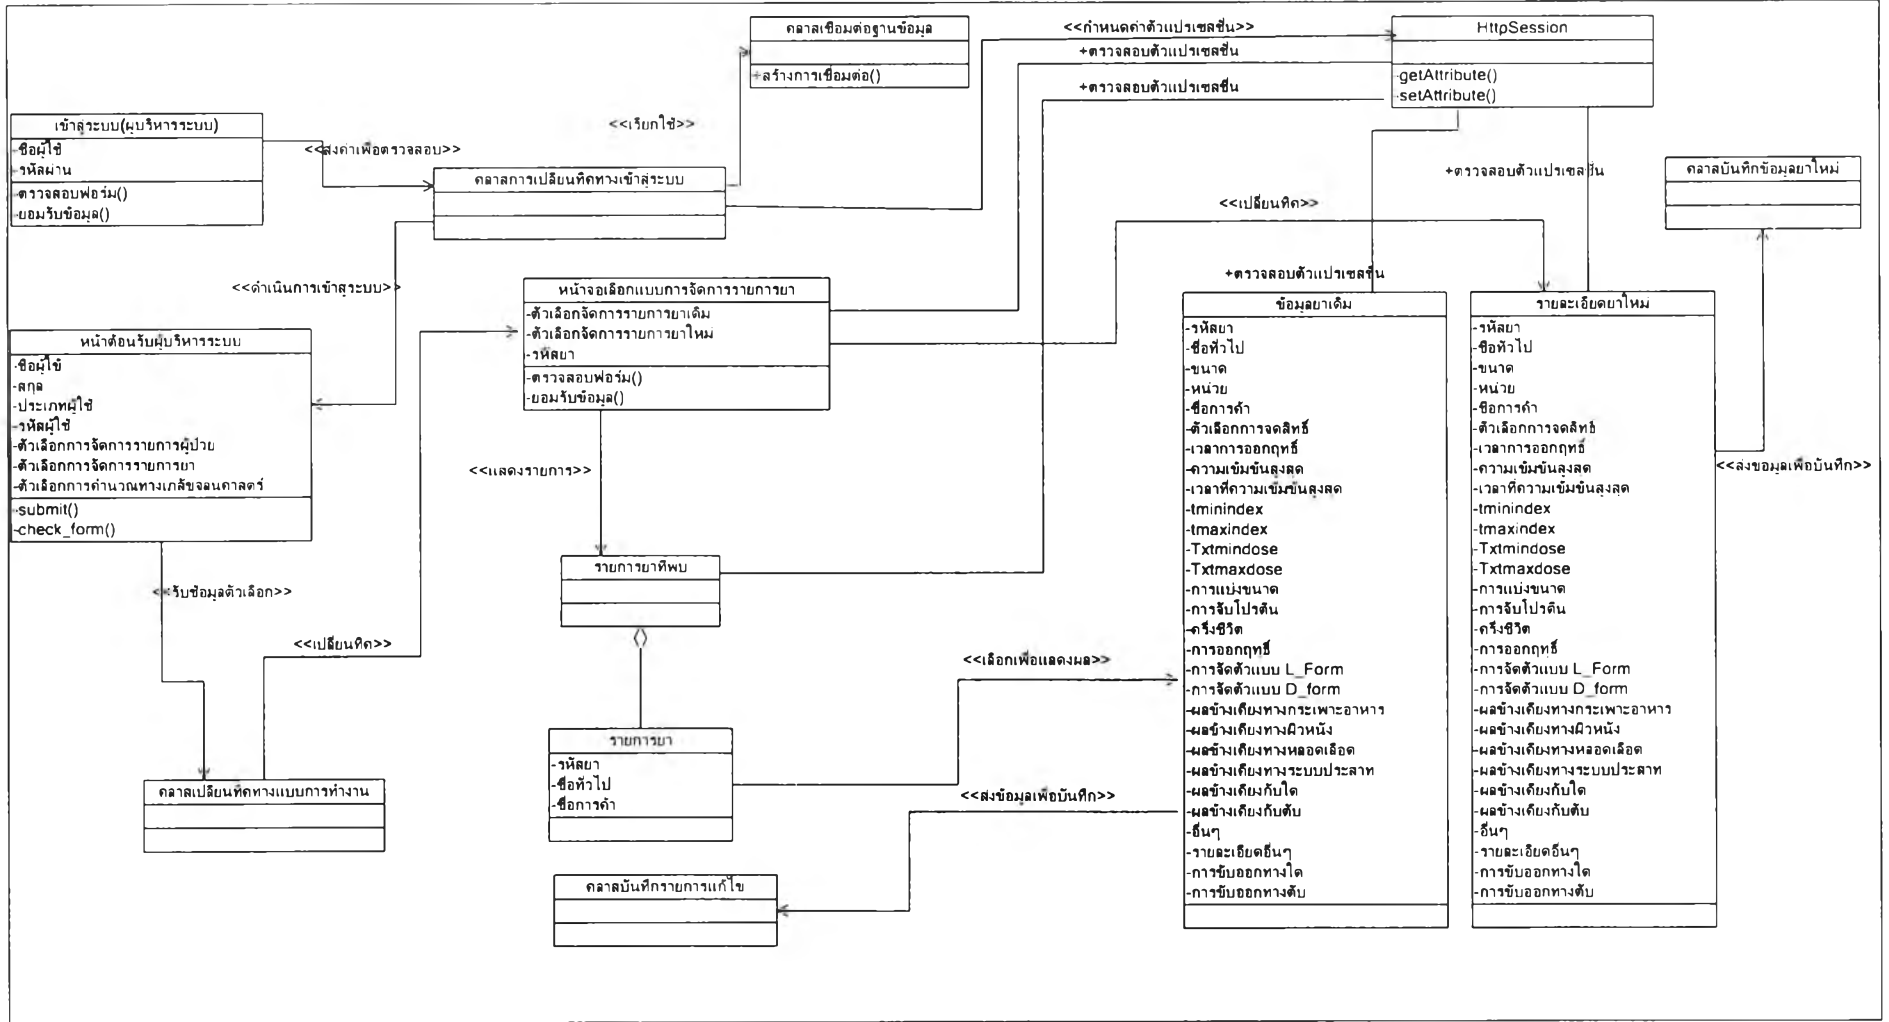 คลาสเชื่อมต่อฐานข้อมูล
+สร้างการเชื่อมต่อ()
<<กำหนดค่าตัวแปรเซสชั่น>>
+ตรวจสอบตัวแปรเซสชั่น
+ตรวจสอบตัวแปรเซสชั่น
HttpSession
-getAttribute()
-setAttribute()
เข้าสู่ระบบ(ผู้บริหารระบบ)
-ชื่อผู้ใช้
-รหัสผ่าน
-ตรวจสอบฟอร์ม()
-ยอมรับข้อมูล()
<<ส่งค่าเพื่อตรวจสอบ>>
<<เรียกใช้>>
คลาสการเปลี่ยนทิศทางเข้าสู่ระบบ
+ตรวจสอบตัวแปรเซสชั่น
คลาสบันทึกข้อมูลยาใหม่
<<เปลี่ยนทิศ>>
<<ดำเนินการเข้าสู่ระบบ>>
+ตรวจสอบตัวแปรเซสชั่น
หน้าจอเลือกแบบการจัดการรายการยา
-ตัวเลือกจัดการรายการยาเดิม
-ตัวเลือกจัดการรายการยาใหม่
-รหัสยา
-ตรวจสอบฟอร์ม()
-ยอมรับข้อมูล()
หน้าต้อนรับผู้บริหารระบบ
-ชื่อผู้ใช้
-สกุล
-ประเภทผู้ใช้
-รหัสผู้ใช้
-ตัวเลือกการจัดการรายการผู้ป่วย
-ตัวเลือกการจัดการรายการยา
-ตัวเลือกการคำนวณทางเภสัชจลนศาสตร์
-submit()
-check_form()
<<รับข้อมูลตัวเลือก>>
<<เปลี่ยนทิศ>>
คลาสเปลี่ยนทิศทางแบบการทำงาน
<<แสดงรายการ>>
รายการยาที่พบ
รายการยา
-รหัสยา
-ชื่อทั่วไป
-ชื่อการค้า
<<เลือกเพื่อแสดงผล>>
<<ส่งข้อมูลเพื่อบันทึก>>
คลาสบันทึกรายการแก้ไข
ข้อมูลยาเดิม
-รหัสยา
-ชื่อทั่วไป
-ขนาด
-หน่วย
-ชื่อการค้า
-ตัวเลือกการจดสิทธิ์
-เวลาการออกฤทธิ์
-ความเข้มข้นสูงสุด
-เวลาที่ความเข้มข้นสูงสุด
-tminindex
-tmaxindex
-Txtmindose
-Txtmaxdose
-การแบ่งขนาด
-การจับโปรตีน
-ครึ่งชีวิต
-การออกฤทธิ์
-การจัดตัวแบบ L_Form
-การจัดตัวแบบ D_form
-ผลข้างเคียงทางกระเพาะอาหาร
-ผลข้างเคียงทางผิวหนัง
-ผลข้างเคียงทางหลอดเลือด
-ผลข้างเคียงทางระบบประสาท
-ผลข้างเคียงกับไต
-ผลข้างเคียงกับตับ
-อื่นๆ
-รายละเอียดอื่นๆ
-การขับออกทางไต
-การขับออกทางตับ
รายละเอียดยาใหม่
-รหัสยา
-ชื่อทั่วไป
-ขนาด
-หน่วย
-ชื่อการค้า
-ตัวเลือกการจดสิทธิ์
-เวลาการออกฤทธิ์
-ความเข้มข้นสูงสุด
-เวลาที่ความเข้มข้นสูงสุด
-tminindex
-tmaxindex
-Txtmindose
-Txtmaxdose
-การแบ่งขนาด
-การจับโปรตีน
-ครึ่งชีวิต
-การออกฤทธิ์
-การจัดตัวแบบ L_Form
-การจัดตัวแบบ D_form
-ผลข้างเคียงทางกระเพาะอาหาร
-ผลข้างเคียงทางผิวหนัง
-ผลข้างเคียงทางหลอดเลือด
-ผลข้างเคียงทางระบบประสาท
-ผลข้างเคียงกับไต
-ผลข้างเคียงกับตับ
-อื่นๆ
-รายละเอียดอื่นๆ
-การขับออกทางไต
-การขับออกทางตับ
<<ส่งข้อมูลเพื่อบันทึก>>